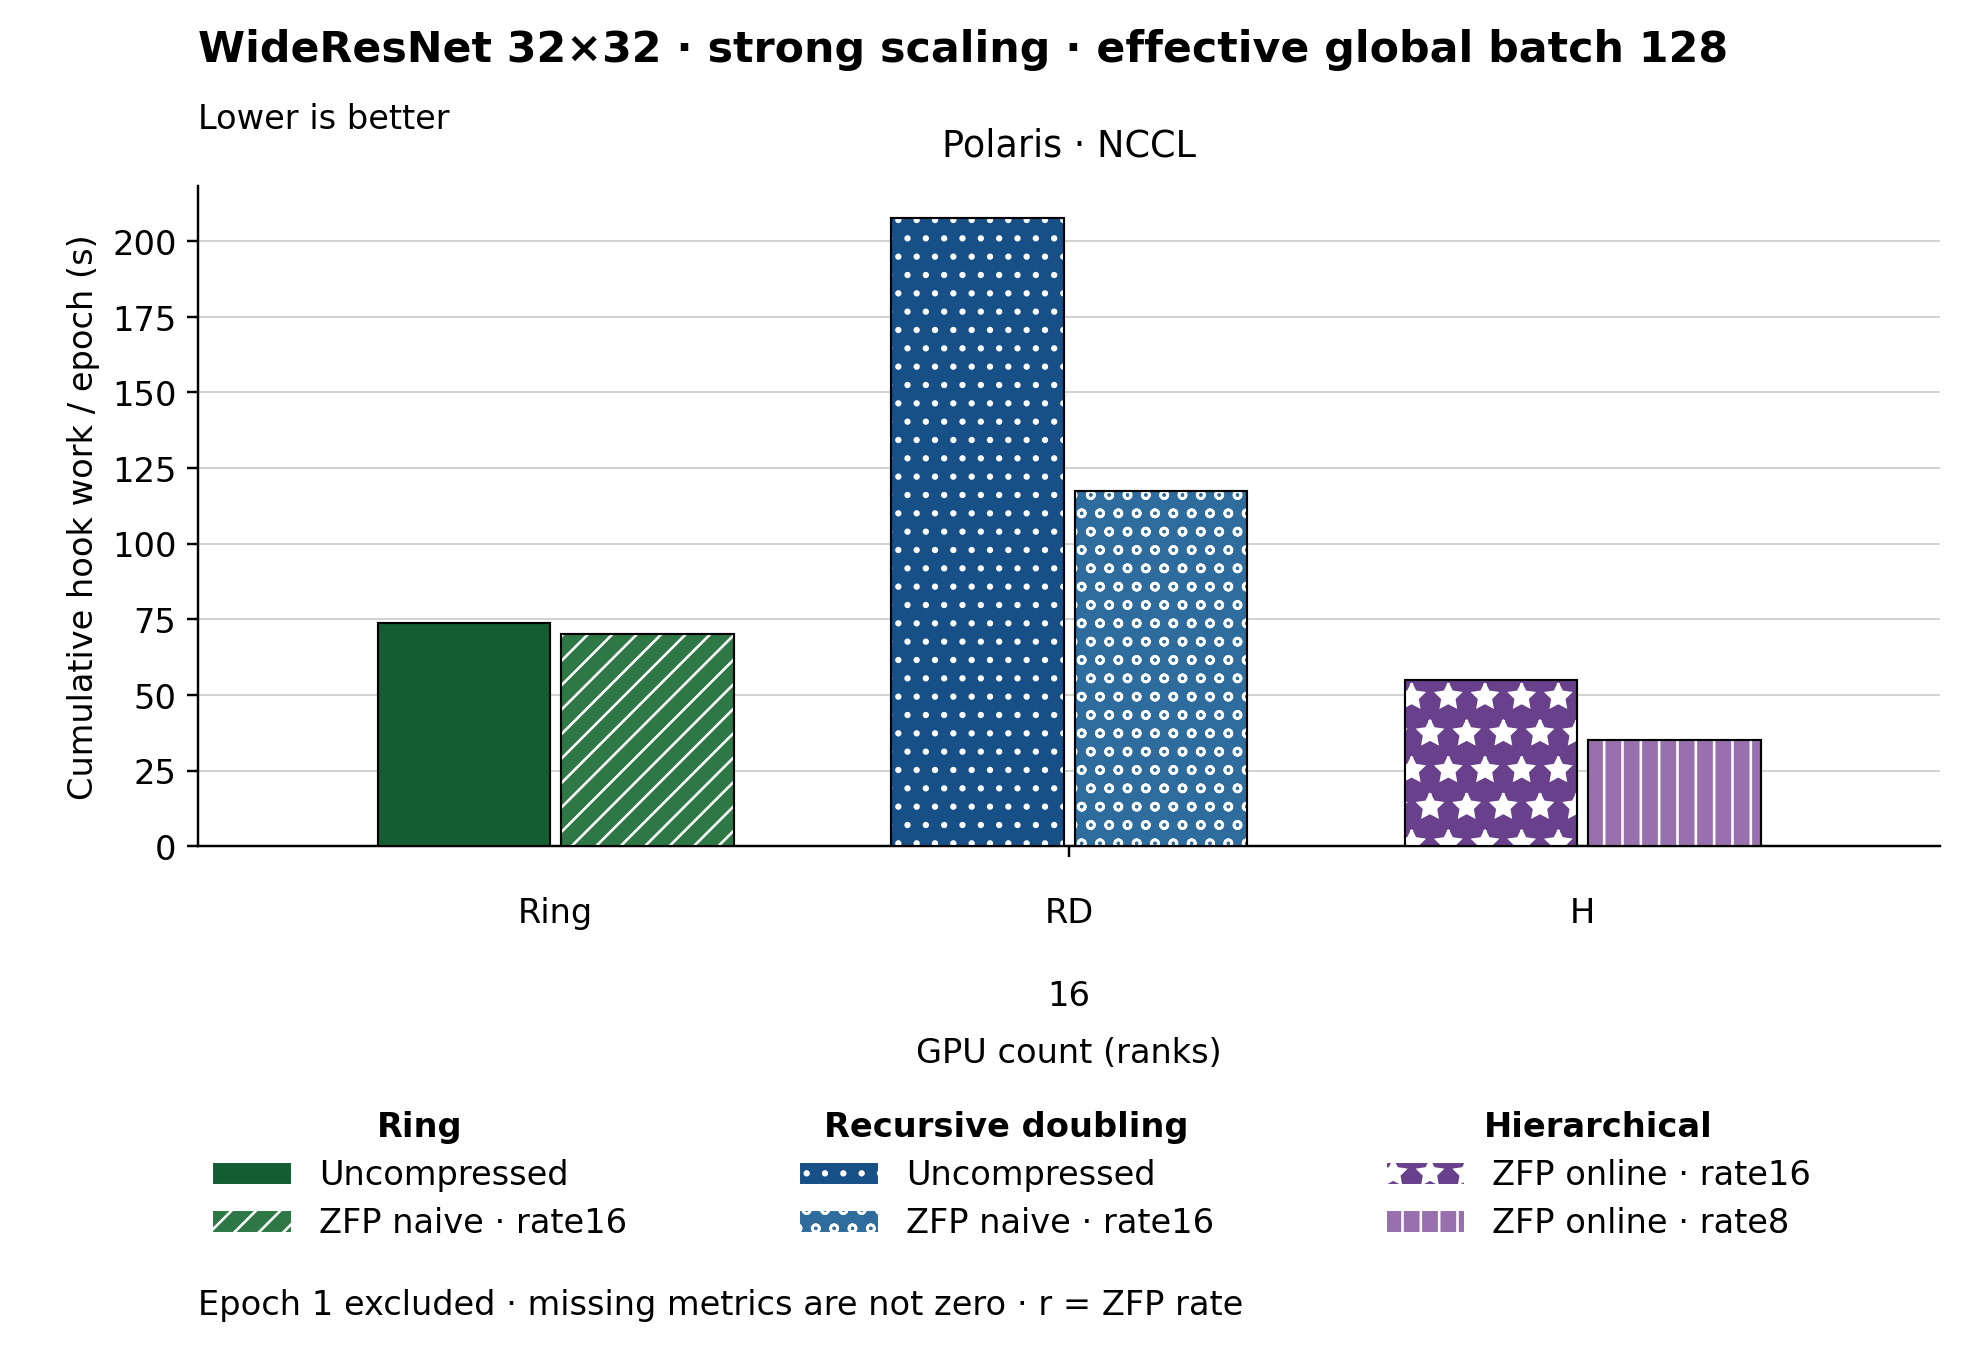 WideResNet 32×32 · strong scaling · effective global batch 128
Lower is better
Polaris · NCCL
Cumulative hook work / epoch (s)
200
175
150
125
100
75
50
25
0
Ring RD H
16
GPU count (ranks)
Ring Recursive doubling Hierarchical
Uncompressed Uncompressed ZFP online · rate16
ZFP naive · rate16 ZFP naive · rate16 ZFP online · rate8
Epoch 1 excluded · missing metrics are not zero · r = ZFP rate